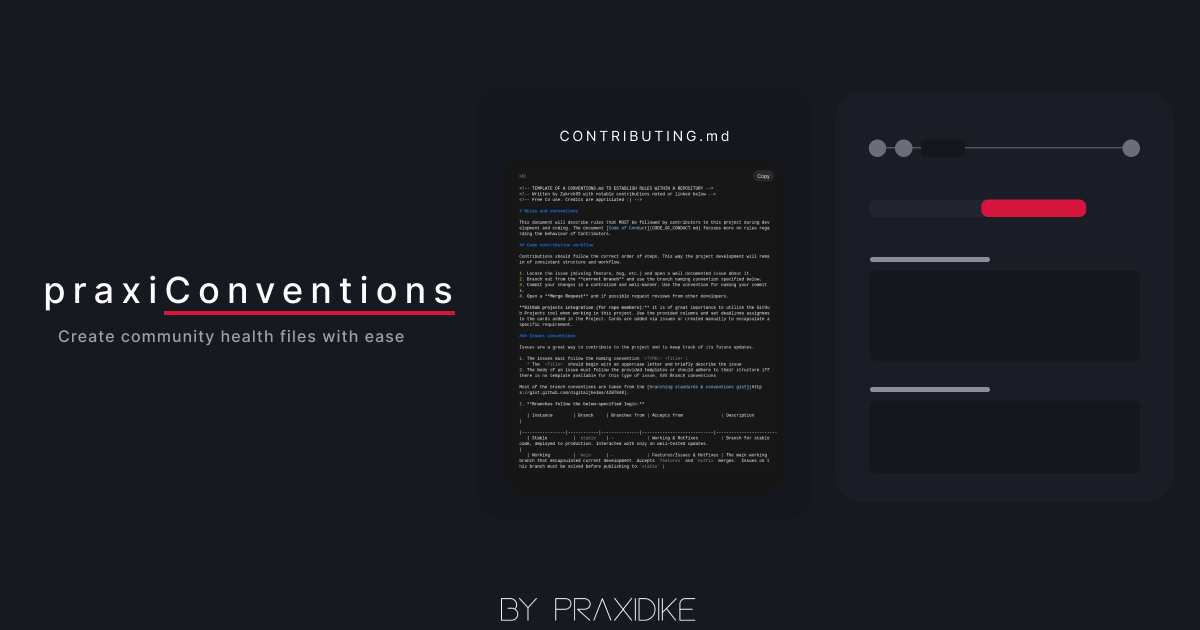 praxiConventions
Create community health files with ease
CONTRIBUTING.md
MD
Copy
<!-- TEMPLATE OF A CONVENTIONS.md TO ESTABLISH RULES WITHIN A REPOSITORY -->
<!-- Written by Zakroh99 with notable contributions noted or linked below -->
<!-- Free to use. Credits are appriciated :) -->
# Rules and conventions
This document will describe rules that MUST be followed by contributors to this project during dev
elopment and coding. The document [Code of Conduct](CODE_OF_CONDUCT.md) focuses more on rules rega
rding the behaviour of Contributors.
## Code contribution workflow
Contributions should follow the correct order of steps. This way the project development will rema
in of consistent structure and workflow.
1. Locate the issue (missing feature, bug, etc.) and open a well documented issue about it.
2. Branch out from the **correct branch** and use the branch naming convention specified below.
3. Commit your changes in a controlled and well-manner. Use the convention for naming your commit
s.
4. Open a **Merge Request** and if possible request reviews from other developers.
**GitHub projects integration (for repo members):** it is of great importance to utilize the GitHu
b Projects tool when working in this project. Use the provided columns and set deadlines assignees
to the cards added in the Project. Cards are added via issues or created manually to encapsulate a
specific requirement.
### Issues conventions
Issues are a great way to contribute to the project and to keep track of its future updates.
1. The issues must follow the naming convention `<TYPE>: <Title>`:
* The `<Title>` should begin with an uppercase letter and briefly describe the issue
2. The body of an issue must follow the provided templates or should adhere to their structure iff
there is no template available for this type of issue. ### Branch conventions
Most of the branch conventions are taken from the [branching standards & conventions gist](http
s://gist.github.com/digitaljhelms/4287848).
1. **Branches follow the below-specified logic:**
| Instance | Branch | Branches from | Accepts from | Description
|
|-----------------|------------|---------------|----------------------------|------------------------
| Stable | `stable` | - | Working & Hotfixes | Branch for stable
code, deployed to production. Interacted with only on well-tested updates.
|
| Working | `main` | - | Features/Issues & Hotfixes | The main working
branch that encapsulated current development. Accepts `features` and `hotfix` merges. Issues on t
his branch must be solved before publishing to `stable` |
BY PRAXIDIKE